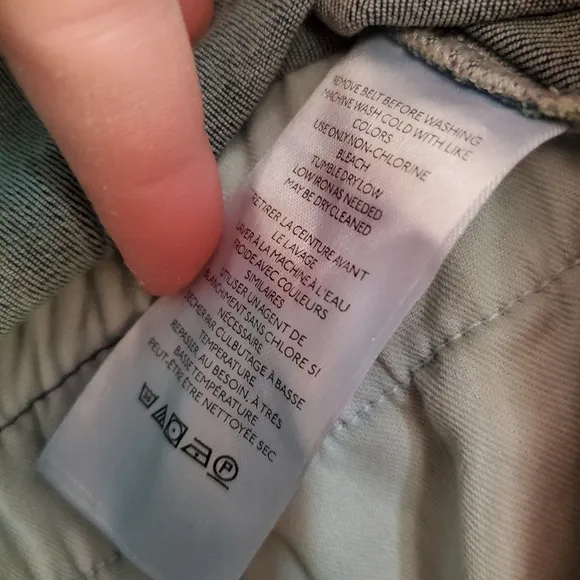 REMOVE BELT BEFORE WASHING
MACHINE WASH COLD WITH LIKE
COLORS
USE ONLY NON-CHLORINE
BLEACH
TUMBLE DRY LOW
LOW IRON AS NEEDED
MAY BE DRY CLEANED
RETIRER LA CEINTURE AVANT
LE LAVAGE
LAVER À LA MACHINE À L'EAU
FROIDE AVEC COULEURS
SIMILAIRES
UTILISER UN AGENT DE
BLANCHIMENT SANS CHLORE SI
NÉCESSAIRE
SÉCHER PAR CULBUTAGE À BASSE
TEMPÉRATURE
REPASSER, AU BESOIN, À TRÈS
BASSE TEMPÉRATURE
PEUT-ÊTRE ÊTRE NETTOYÉE SEC
P